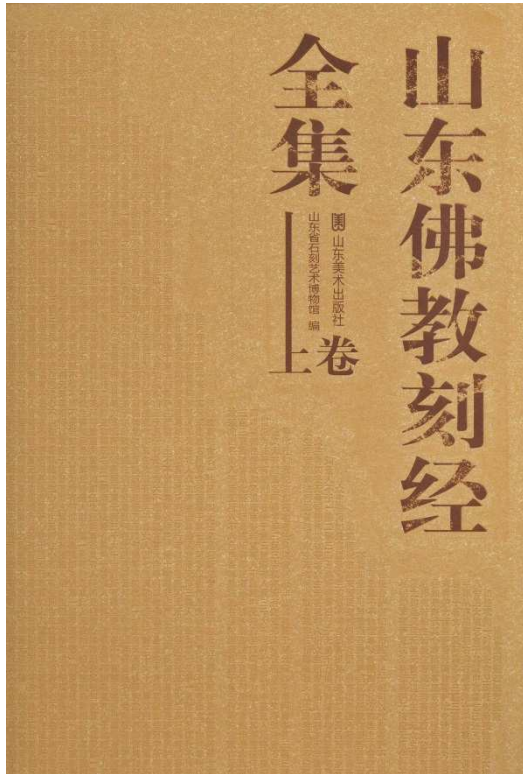 山东佛教刻经
全集
山东美术出版社
山东省石刻艺术博物馆 编
上卷